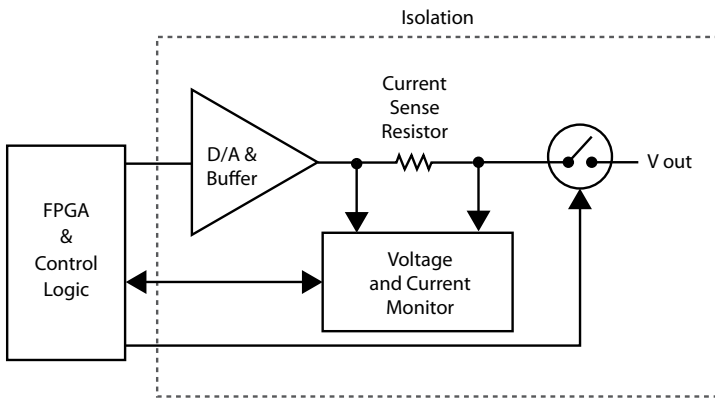 Isolation
Current
Sense
Resistor
D/A &
Buffer
V out
FPGA
&
Control
Logic
Voltage
and Current
Monitor